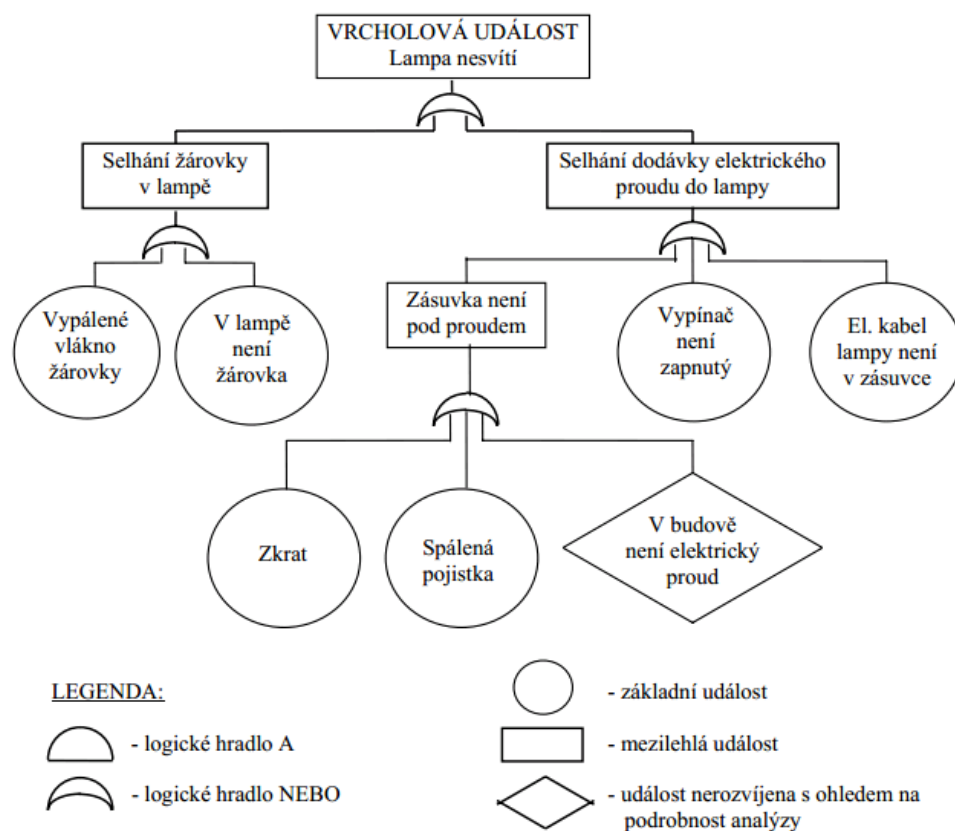 VRCHOLOVÁ UDÁLOST
Lampa nesvítí
Selhání žárovky
v lampě
Selhání dodávky elektrického
proudu do lampy
Vypálené
vlákno
žárovky
V lampě
není
žárovka
Zásuvka není
pod proudem
Vypínač
není
zapnutý
El. kabel
lampy není
v zásuvce
Zkrat
Spálená
pojistka
V budově
není elektrický
proud
LEGENDA:
- logické hradlo A
- logické hradlo NEBO
- základní událost
- mezilehlá událost
- událost nerozvíjena s ohledem na
podrobnost analýzy